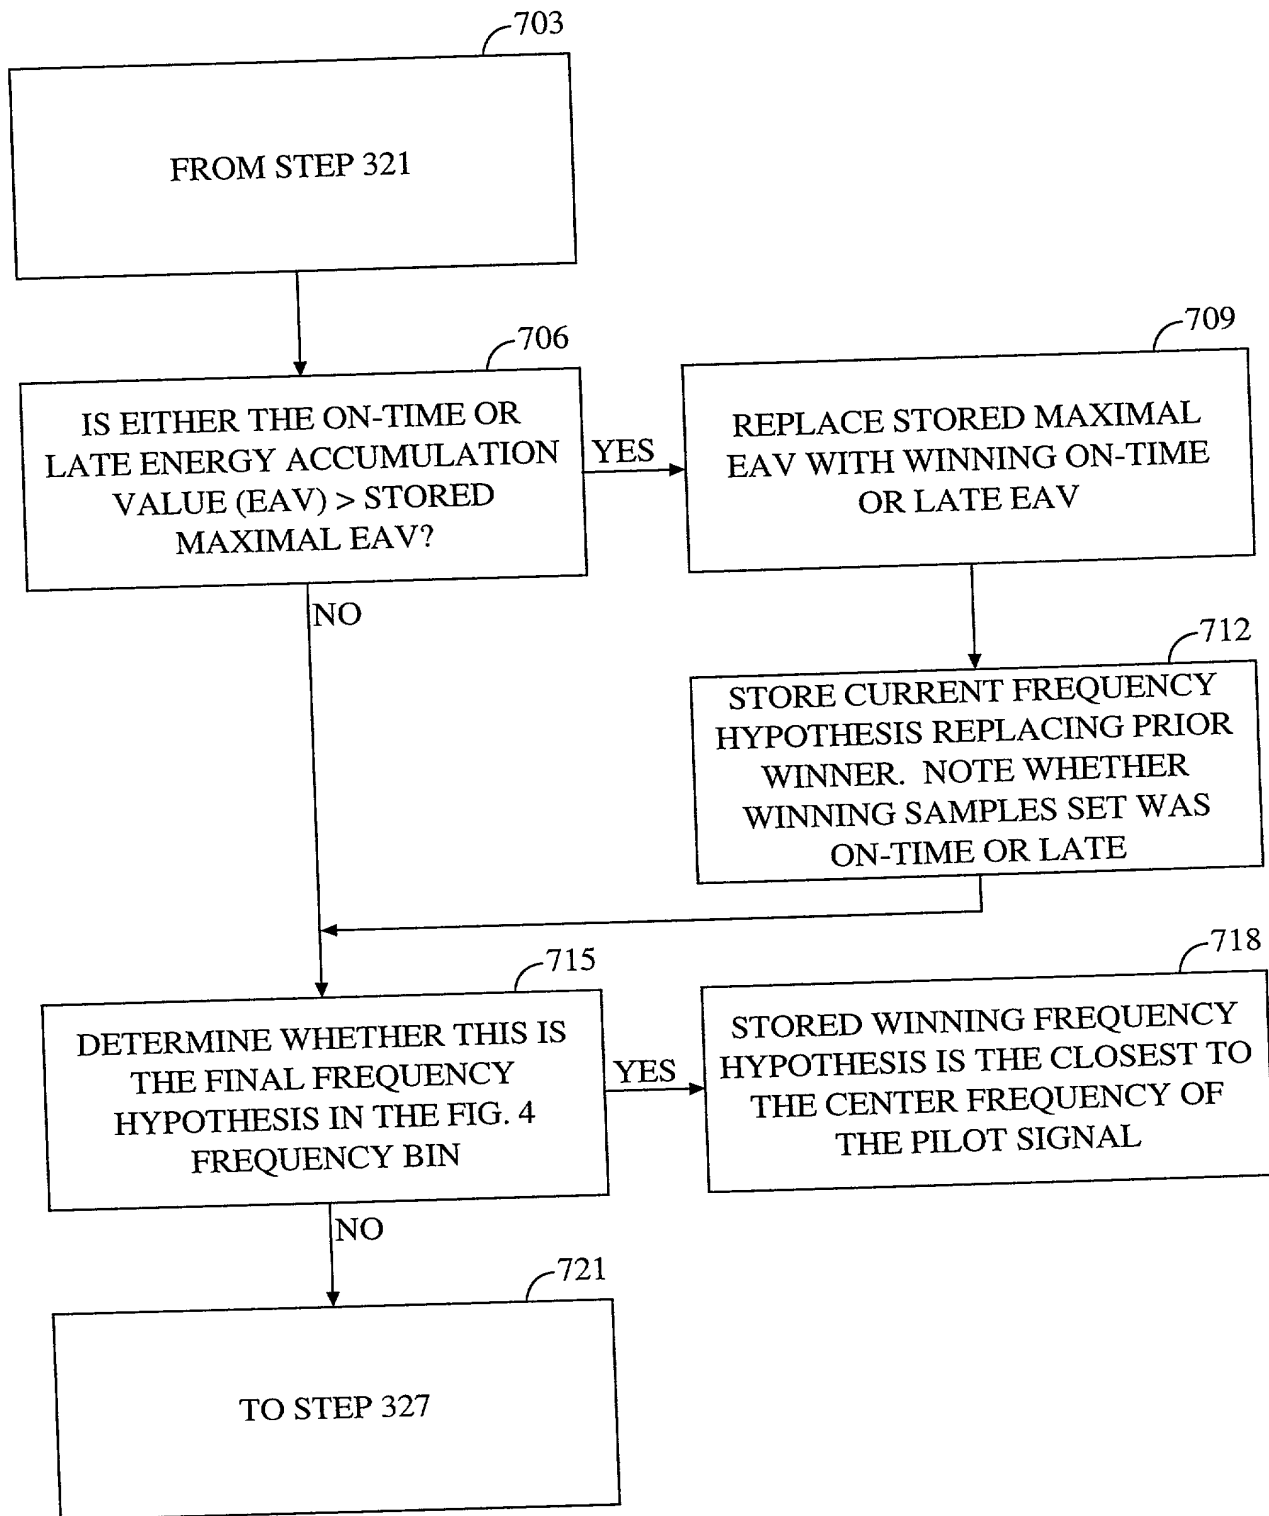 703
FROM STEP 321
706
IS EITHER THE ON-TIME OR
LATE ENERGY ACCUMULATION
VALUE (EAV) > STORED
MAXIMAL EAV?
YES
709
REPLACE STORED MAXIMAL
EAV WITH WINNING ON-TIME
OR LATE EAV
NO
712
STORE CURRENT FREQUENCY
HYPOTHESIS REPLACING PRIOR
WINNER. NOTE WHETHER
WINNING SAMPLES SET WAS
ON-TIME OR LATE
715
DETERMINE WHETHER THIS IS
THE FINAL FREQUENCY
HYPOTHESIS IN THE FIG. 4
FREQUENCY BIN
YES
718
STORED WINNING FREQUENCY
HYPOTHESIS IS THE CLOSEST TO
THE CENTER FREQUENCY OF
THE PILOT SIGNAL
NO
721
TO STEP 327